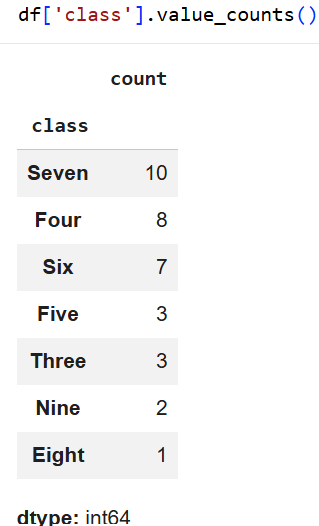 df['class'].value_counts()
count
class
Seven 10
Four 8
Six 7
Five 3
Three 3
Nine 2
Eight 1
dtype: int64